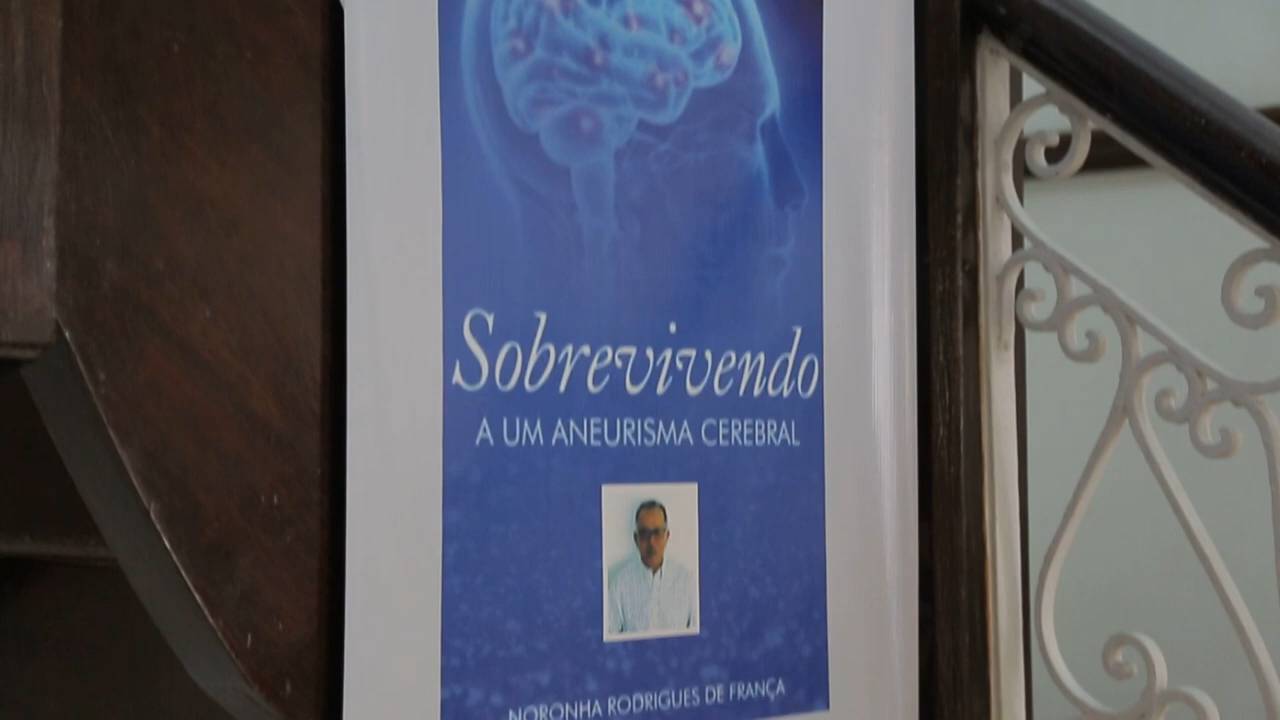 Sobrevivendo
A UM ANEURISMA CEREBRAL
NORONHA RODRIGUES DE FRANÇA